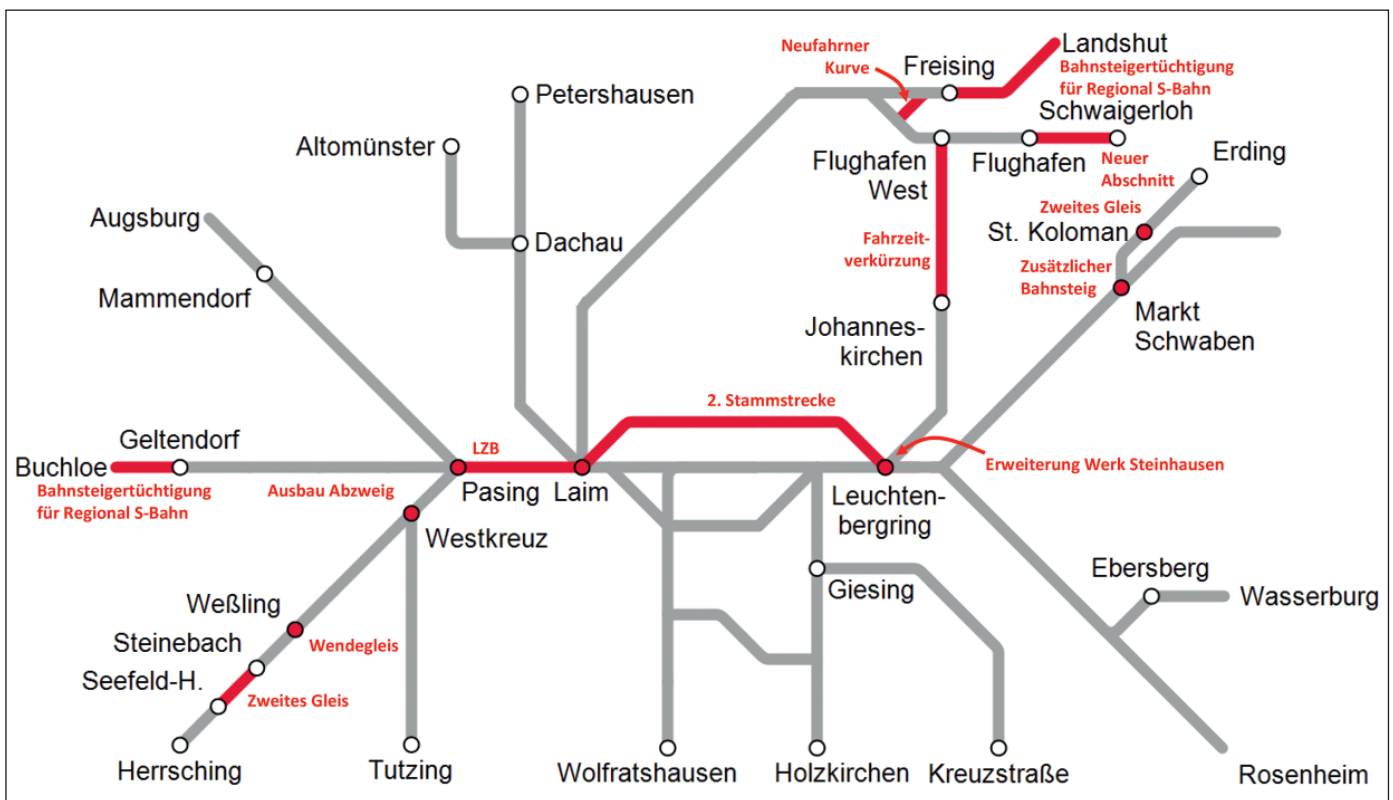 Neufahrner
Kurve
Landshut
Freising
Bahnsteigertüchtigung
für Regional S-Bahn
Petershausen
Schwaigerloh
Altomünster
Flughafen
West
Flughafen
Neuer
Abschnitt
Erding
Augsburg
Zweites Gleis
St. Koloman
Dachau
Fahrzeit-
verkürzung
Zusätzlicher
Bahnsteig
Mammendorf
Markt
Schwaben
Johannes-
kirchen
2. Stammstrecke
Geltendorf
LZB
Buchloe
Erweiterung Werk Steinhausen
Bahnsteigertüchtigung
für Regional S-Bahn
Ausbau Abzweig
Pasing
Laim
Leuchten-
bergring
Westkreuz
Ebersberg
Giesing
Wasserburg
Weßling
Steinebach
Wendegleis
Seefeld-H.
Zweites Gleis
Herrsching
Tutzing
Wolfratshausen
Holzkirchen
Kreuzstraße
Rosenheim